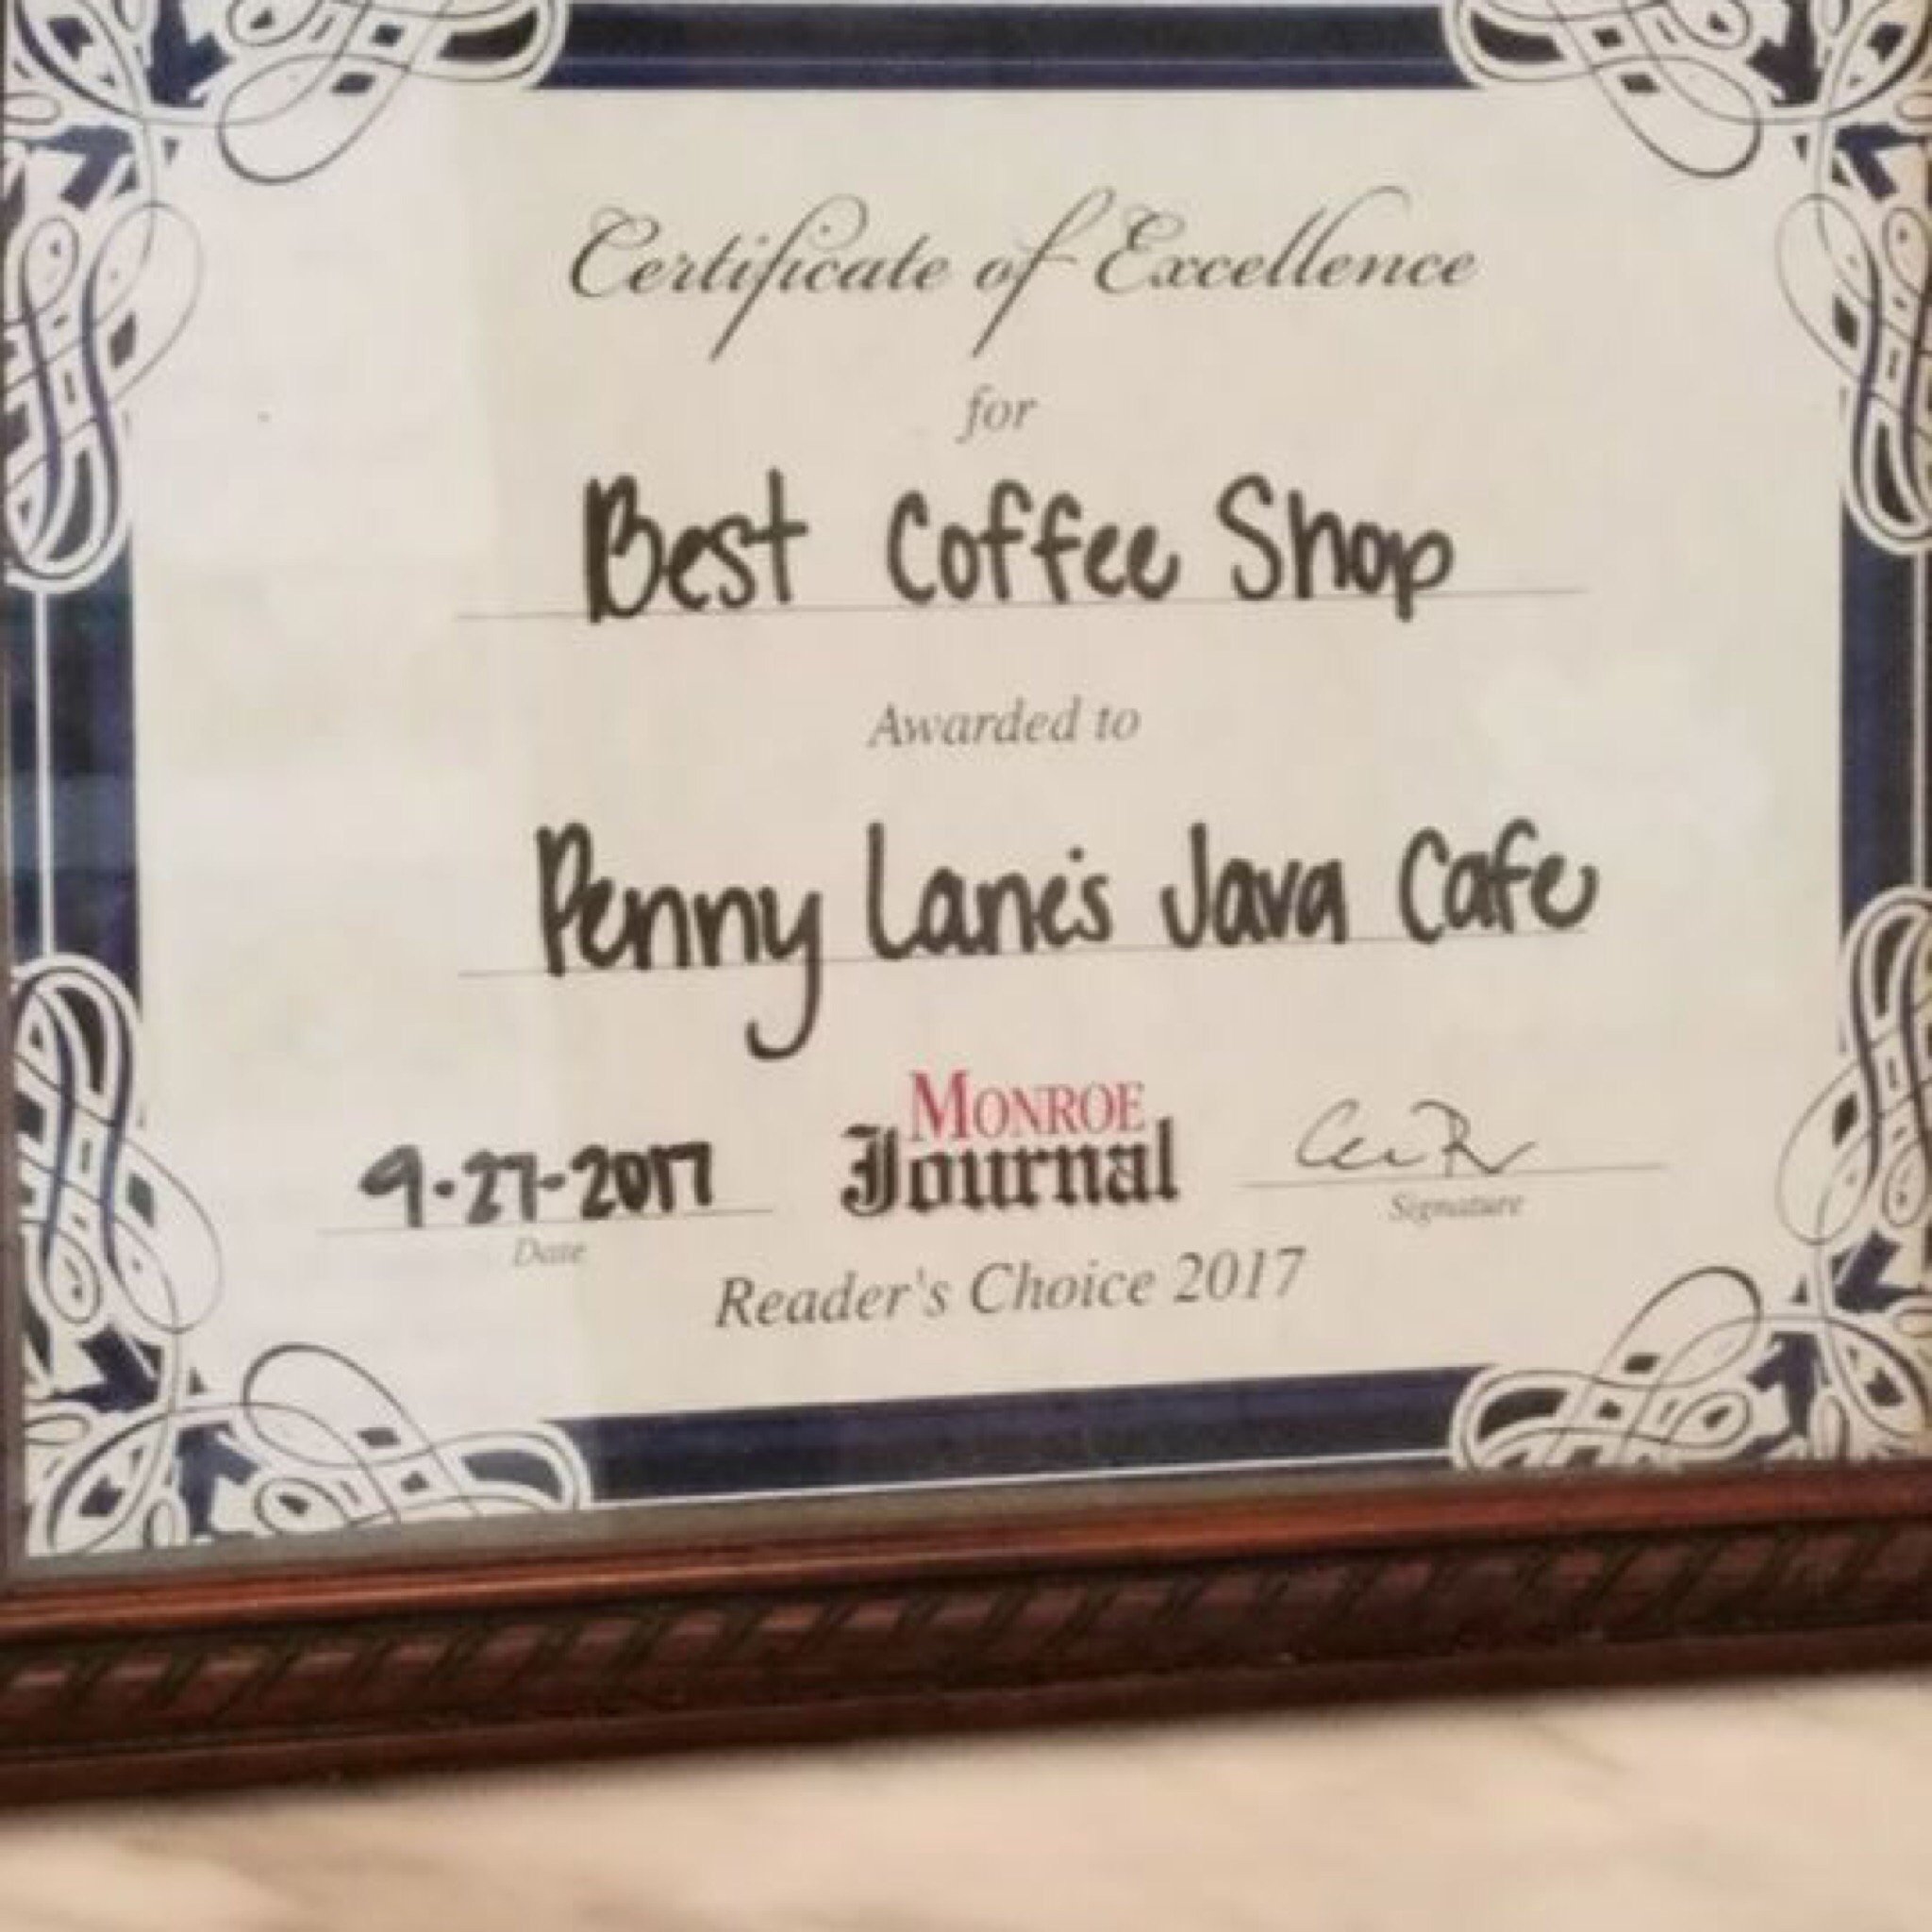 Certificate of Excellence
for
Best Coffee Shop
Awarded to
Penny Lane's Java Cafe
9-27-2017
Date
MONROE
Journal
Signature
Reader's Choice 2017